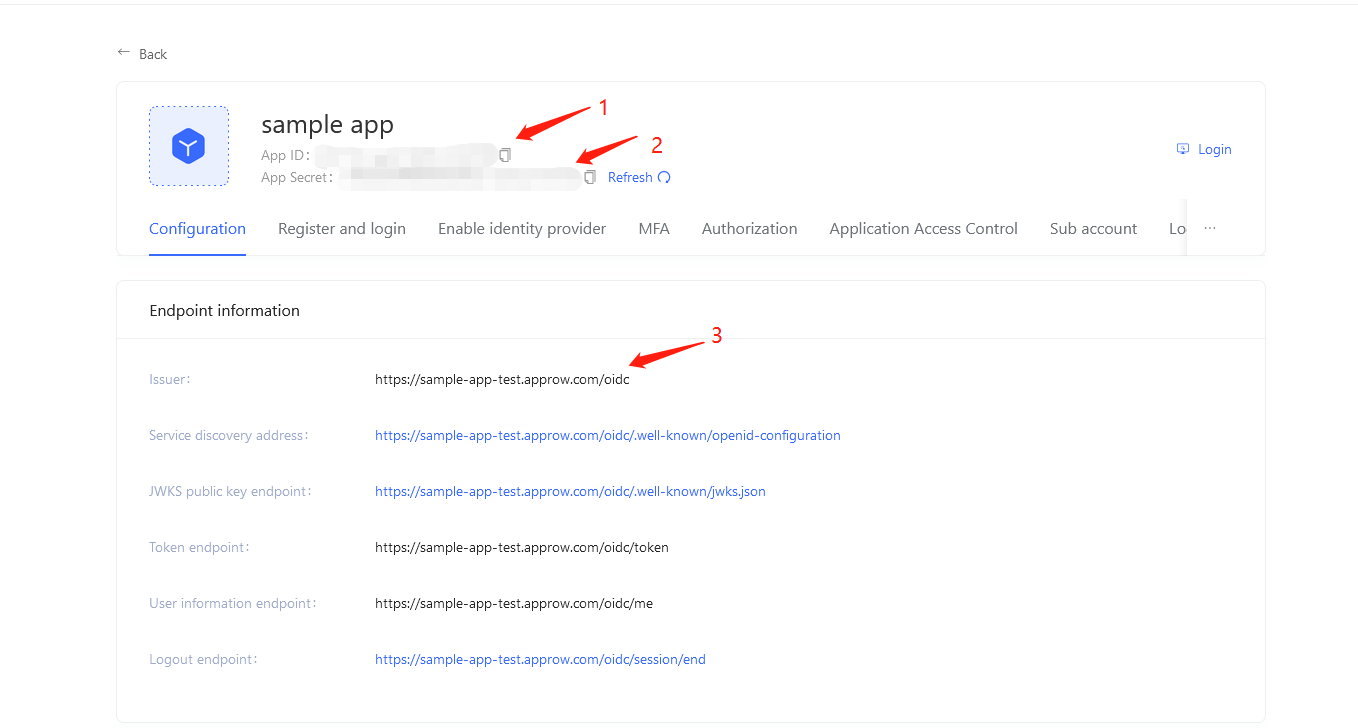 ← Back
sample app
1
App ID：
2
App Secret： Refresh
Login
Configuration Register and login Enable identity provider MFA Authorization Application Access Control Sub account Lo ···
Endpoint information
3
Issuer： https://sample-app-test.approw.com/oidc
Service discovery address： https://sample-app-test.approw.com/oidc/.well-known/openid-configuration
JWKS public key endpoint： https://sample-app-test.approw.com/oidc/.well-known/jwks.json
Token endpoint： https://sample-app-test.approw.com/oidc/token
User information endpoint： https://sample-app-test.approw.com/oidc/me
Logout endpoint： https://sample-app-test.approw.com/oidc/session/end